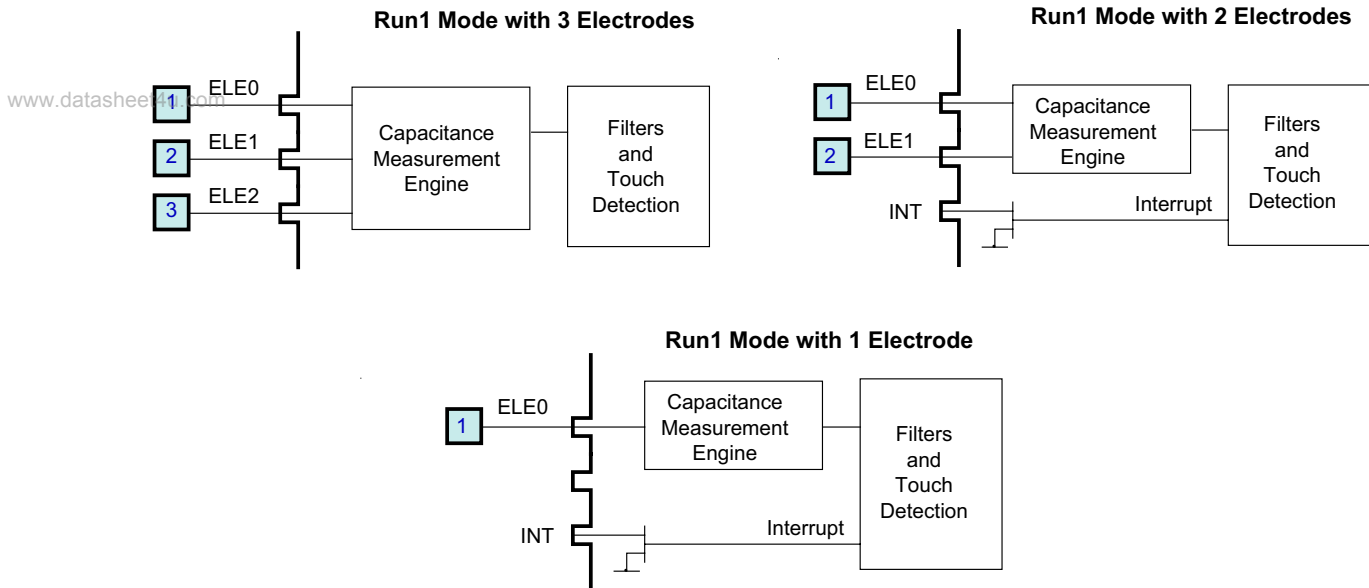 Run1 Mode with 3 Electrodes
www.datasheet4u.com
1
ELE0
2
ELE1
3
ELE2
Capacitance
Measurement
Engine
Filters
and
Touch
Detection
Run1 Mode with 2 Electrodes
1
ELE0
2
ELE1
INT
Capacitance
Measurement
Engine
Interrupt
Filters
and
Touch
Detection
Run1 Mode with 1 Electrode
1
ELE0
INT
Capacitance
Measurement
Engine
Interrupt
Filters
and
Touch
Detection